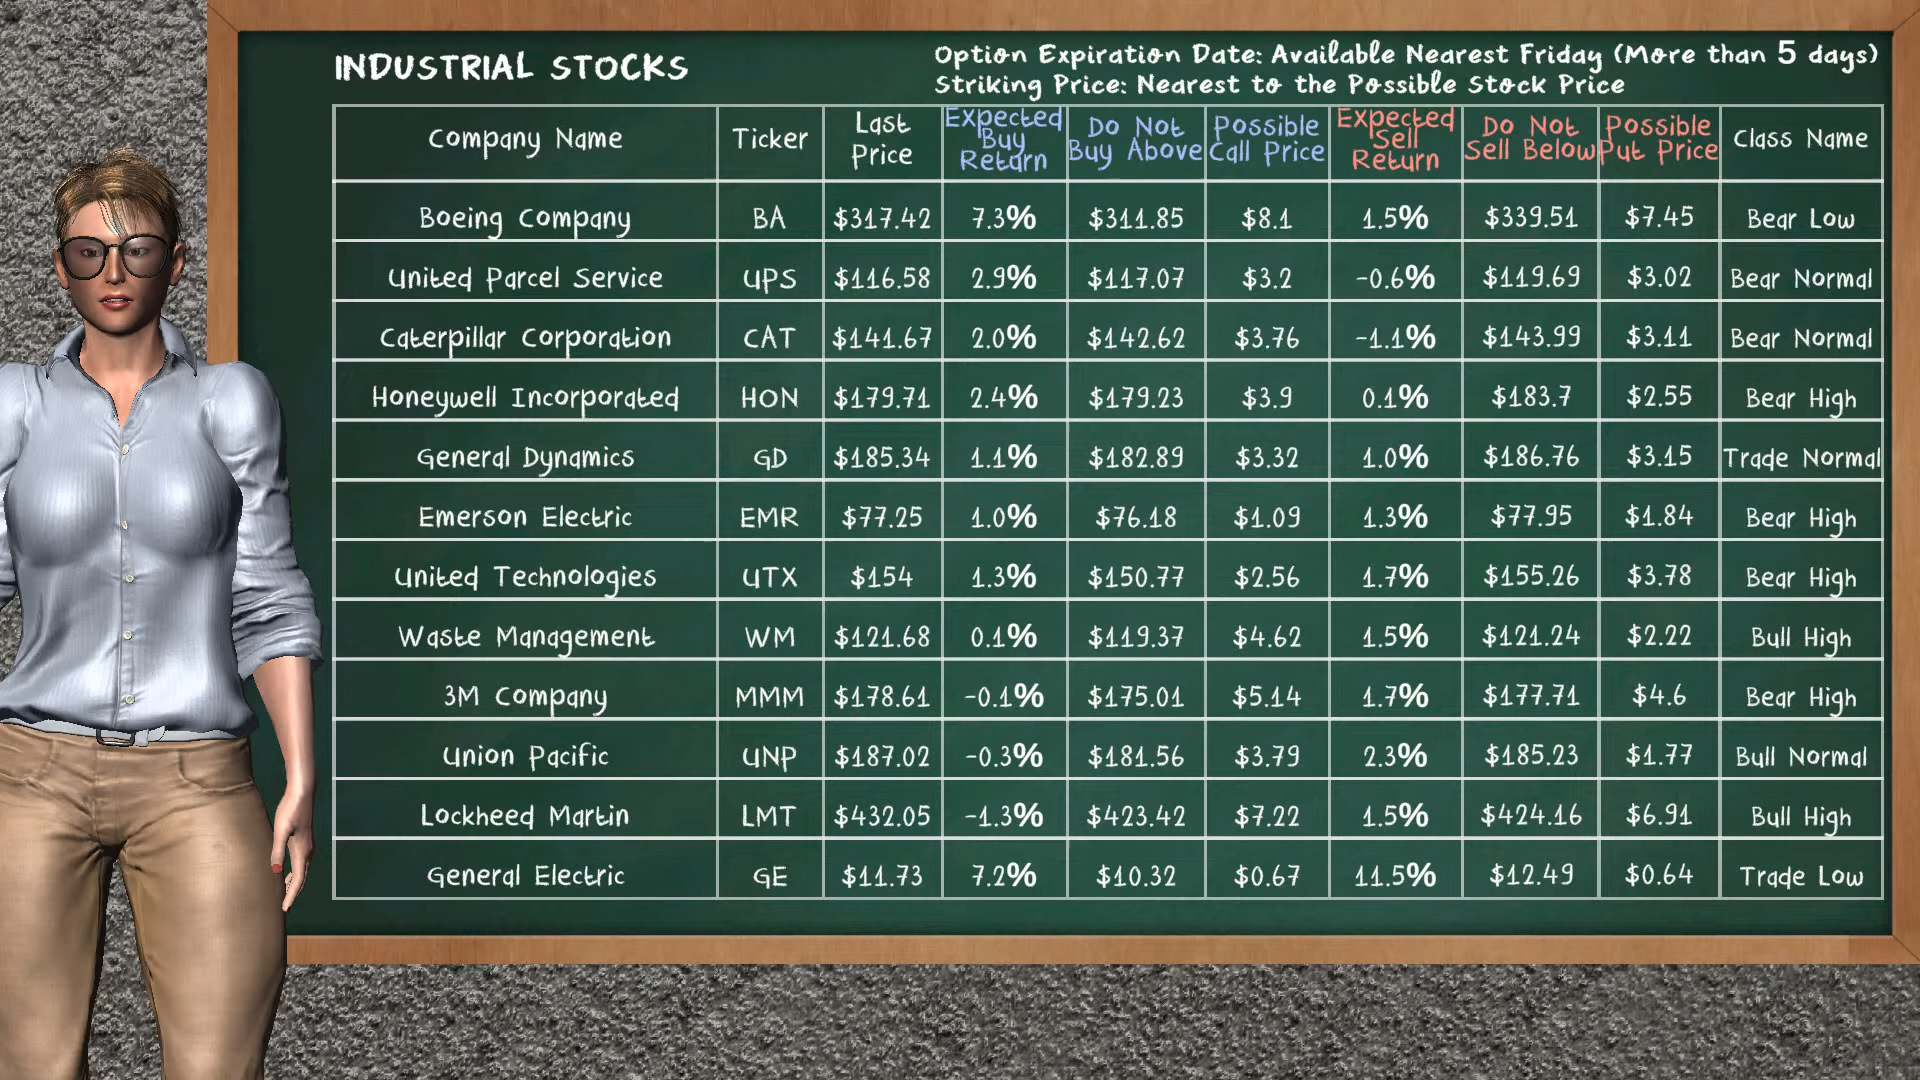 INDUSTRIAL STOCKS
Option Expiration Date: Available Nearest Friday (More than 5 days)
Striking Price: Nearest to the Possible Stock Price
Company Name Ticker Last Price Expected Buy Return Do Not Buy Above Possible Call Price Expected Sell Return Do Not Sell Below Possible Put Price Class Name
Boeing Company BA $317.42 7.3% $311.85 $8.1 1.5% $339.51 $7.45 Bear Low
United Parcel Service UPS $116.58 2.9% $117.07 $3.2 -0.6% $119.69 $3.02 Bear Normal
Caterpillar Corporation CAT $141.67 2.0% $142.62 $3.76 -1.1% $143.99 $3.11 Bear Normal
Honeywell Incorporated HON $179.71 2.4% $179.23 $3.9 0.1% $183.7 $2.55 Bear High
General Dynamics GD $185.34 1.1% $182.89 $3.32 1.0% $186.76 $3.15 Trade Normal
Emerson Electric EMR $77.25 1.0% $76.18 $1.09 1.3% $77.95 $1.84 Bear High
United Technologies UTX $154 1.3% $150.77 $2.56 1.7% $155.26 $3.78 Bear High
Waste Management WM $121.68 0.1% $119.37 $4.62 1.5% $121.24 $2.22 Bull High
3M Company MMM $178.61 -0.1% $175.01 $5.14 1.7% $177.71 $4.6 Bear High
Union Pacific UNP $187.02 -0.3% $181.56 $3.79 2.3% $185.23 $1.77 Bull Normal
Lockheed Martin LMT $432.05 -1.3% $423.42 $7.22 1.5% $424.16 $6.91 Bull High
General Electric GE $11.73 7.2% $10.32 $0.67 11.5% $12.49 $0.64 Trade Low